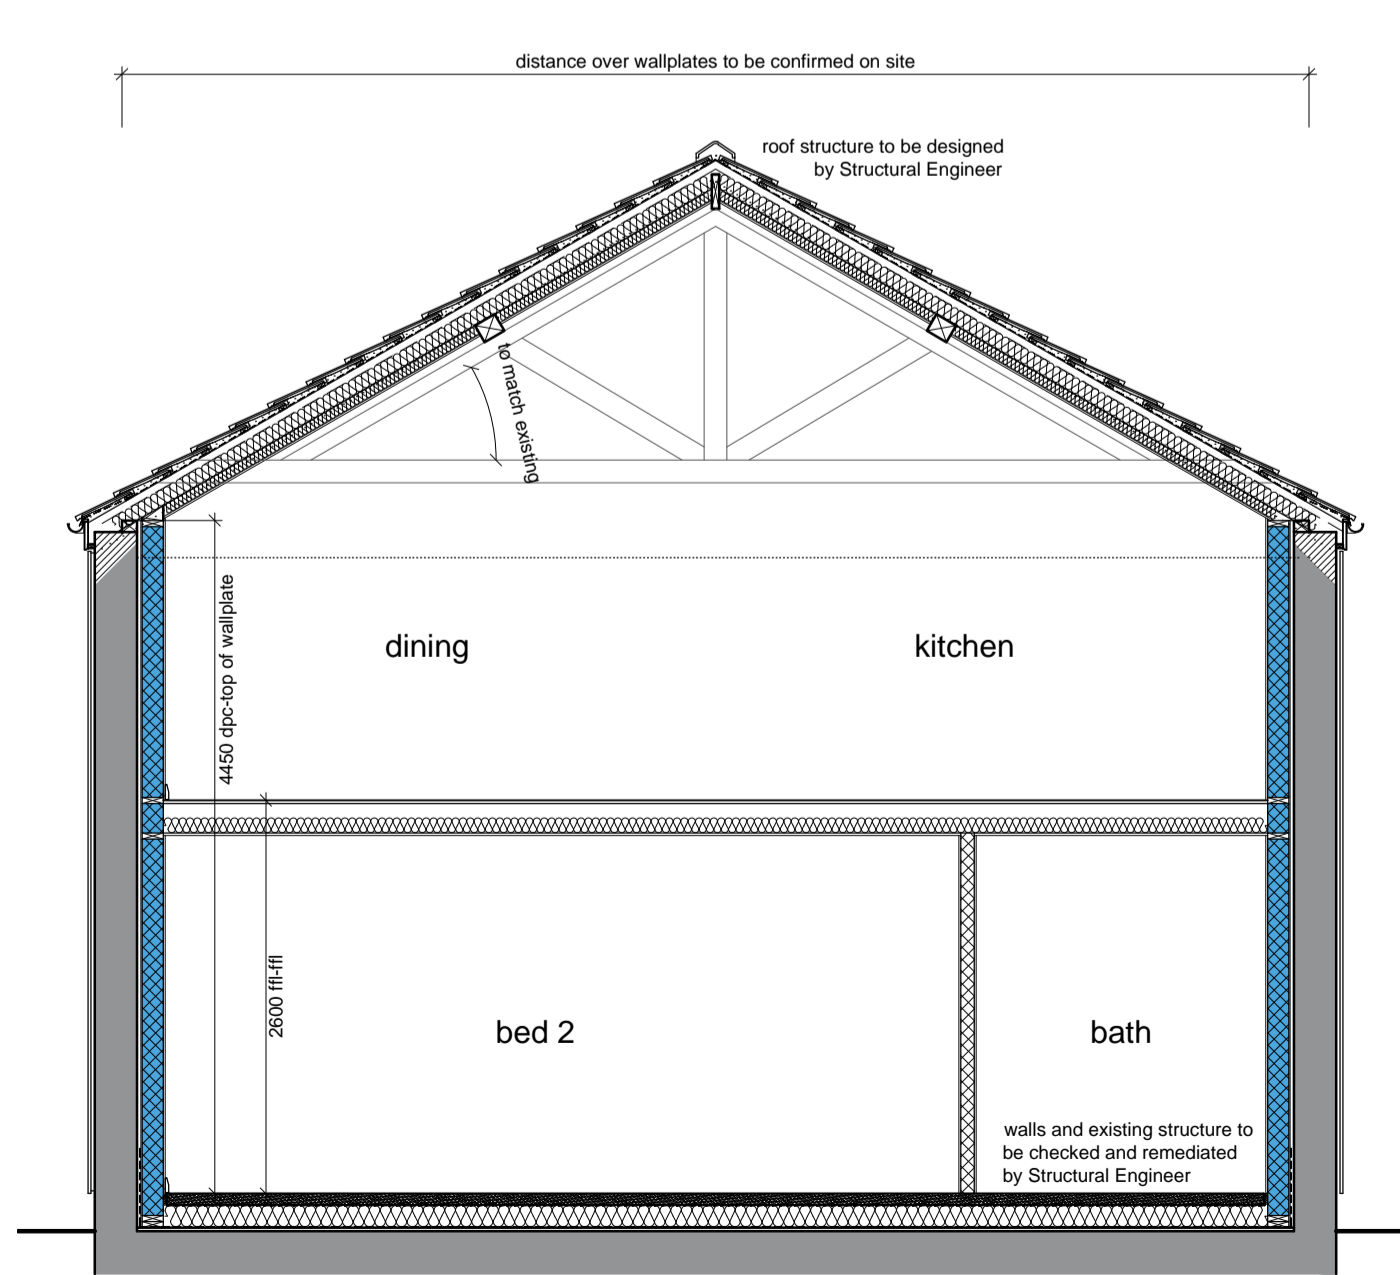 distance over wallplates to be confirmed on site
roof structure to be designed
by Structural Engineer
to match existing
4450 dpc-top of wallplate
dining
kitchen
2600 ffl-ffl
bed 2
bath
walls and existing structure to
be checked and remediated
by Structural Engineer